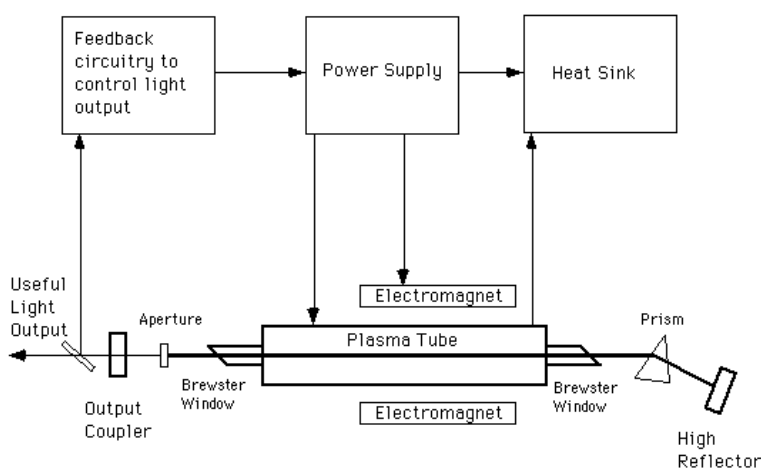 Feedback
circuitry to
control light
output
Power Supply
Heat Sink
Useful
Light
Output
Aperture
Electromagnet
Plasma Tube
Prism
Brewster
Window
Brewster
Window
Output
Coupler
Electromagnet
High
Reflector